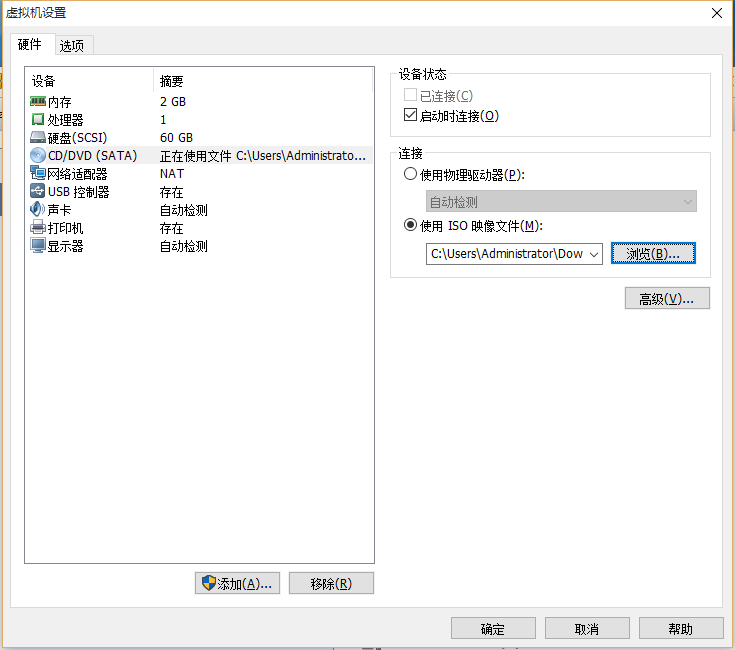 虚拟机设置
硬件 选项
设备 摘要
内存 2 GB
处理器 1
硬盘(SCSI) 60 GB
CD/DVD (SATA) 正在使用文件 C:\Users\Administrato...
网络适配器 NAT
USB 控制器 存在
声卡 自动检测
打印机 存在
显示器 自动检测
添加(A)... 移除(R)
设备状态
已连接(C)
启动时连接(O)
连接
使用物理驱动器(P):
自动检测
使用 ISO 映像文件(M):
C:\Users\Administrator\Dow 浏览(B)...
高级(V)...
确定 取消 帮助